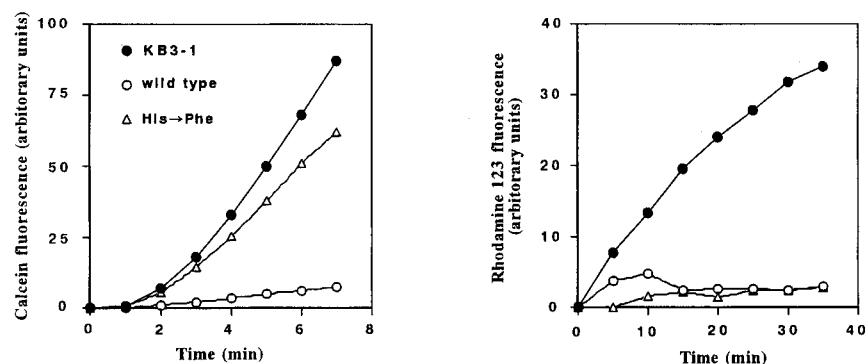 Calcein fluorescence (arbitorary units)
100
75
50
25
0
KB3-1
wild type
His→Phe
0 2 4 6 8
Time (min)
Rhodamine 123 fluorescence
(arbitorary units)
40
30
20
10
0
0 10 20 30 40
Time (min)